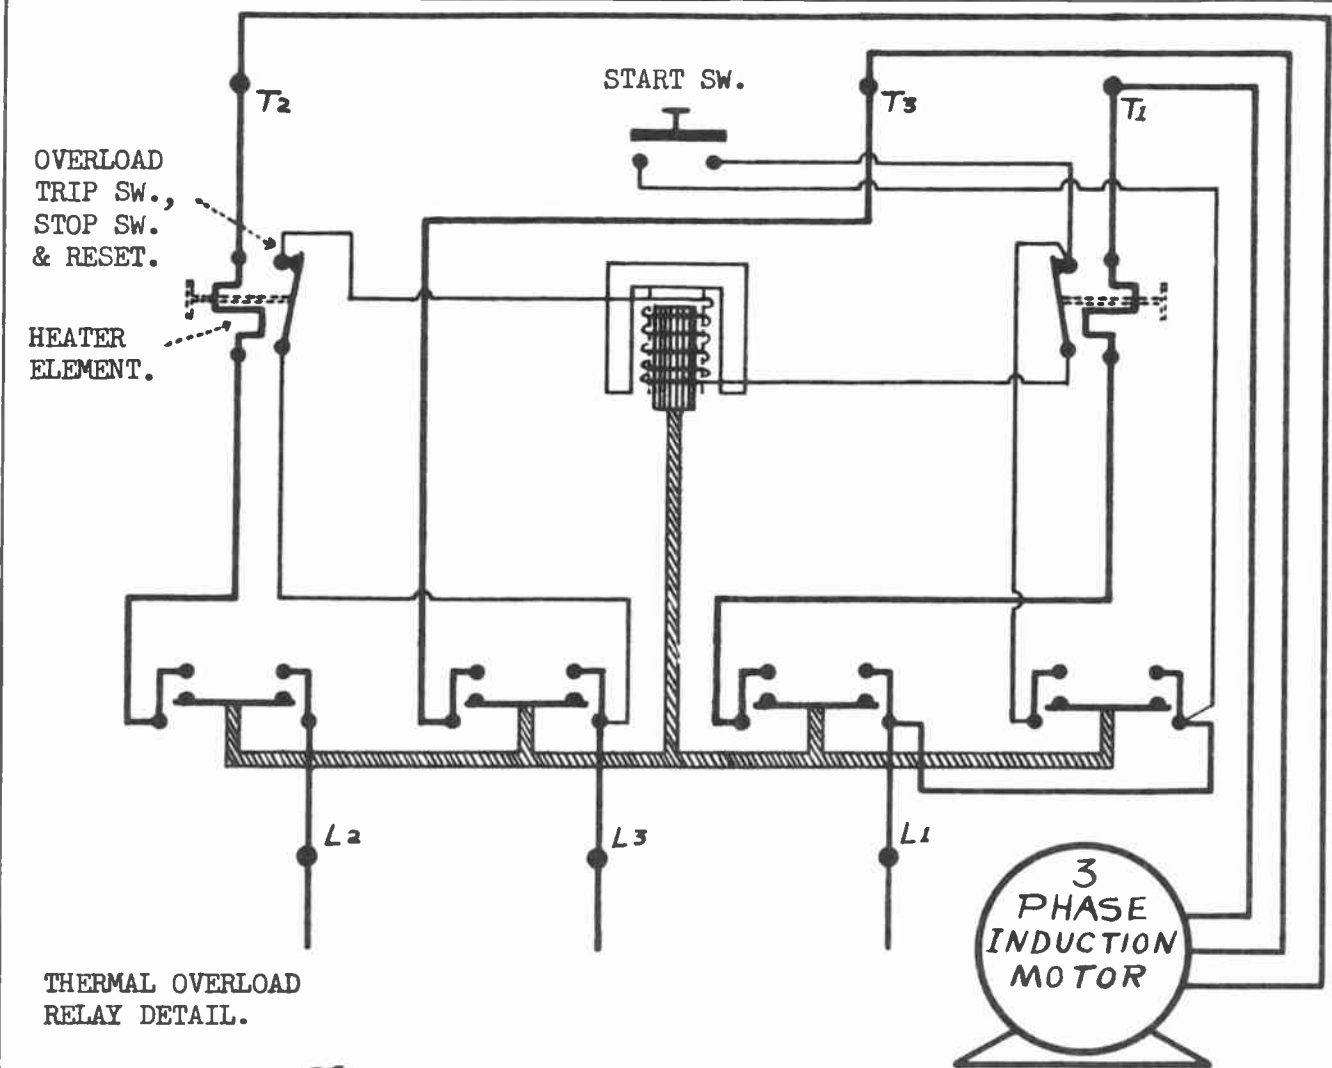 START SW.
T2
T3
T1
OVERLOAD
TRIP SW.,
STOP SW.
& RESET.
HEATER
ELEMENT.
L2
L3
L1
3
PHASE
INDUCTION
MOTOR
THERMAL OVERLOAD
RELAY DETAIL.